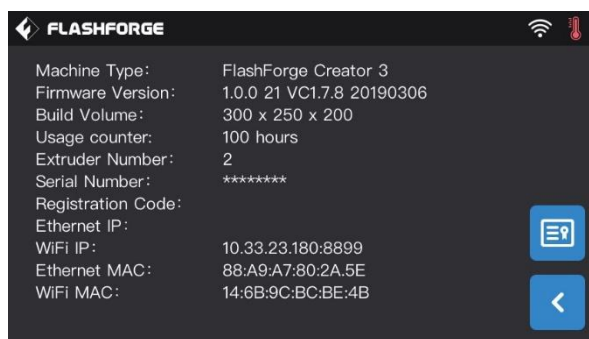 FLASHFORGE
Machine Type: FlashForge Creator 3
Firmware Version: 1.0.0 21 VC1.7.8 20190306
Build Volume: 300 x 250 x 200
Usage counter: 100 hours
Extruder Number: 2
Serial Number: ********
Registration Code:
Ethernet IP:
WiFi IP: 10.33.23.180:8899
Ethernet MAC: 88:A9:A7:80:2A.5E
WiFi MAC: 14:6B:9C:BC:BE:4B